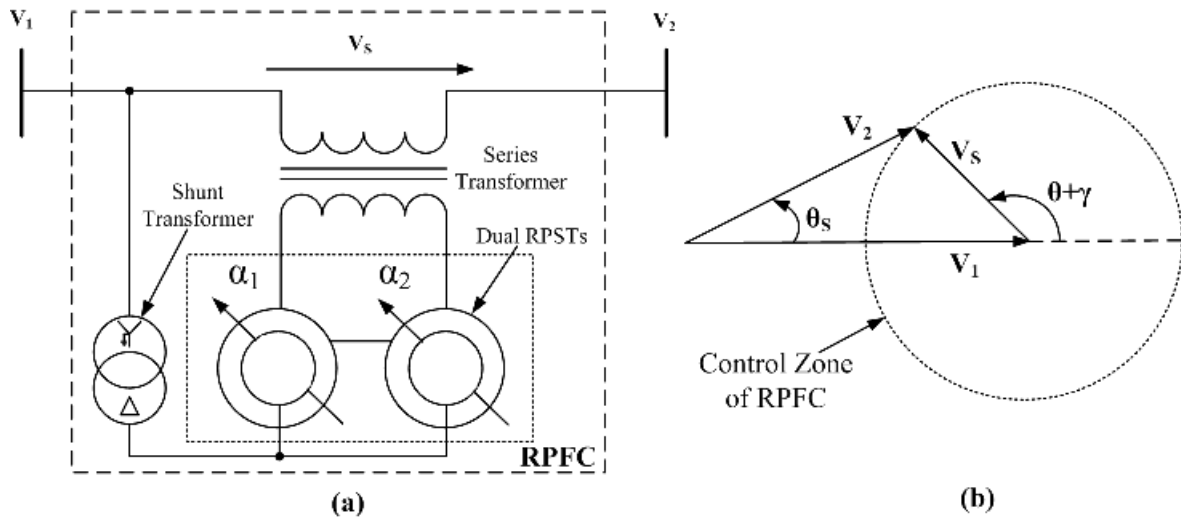 V₁
V₂
Vₛ
Series
Transformer
Shunt
Transformer
Dual RPSTs
α₁
α₂
Δ
RPFC
(a)
V₂
Vₛ
θ+γ
θₛ
V₁
Control Zone
of RPFC
(b)